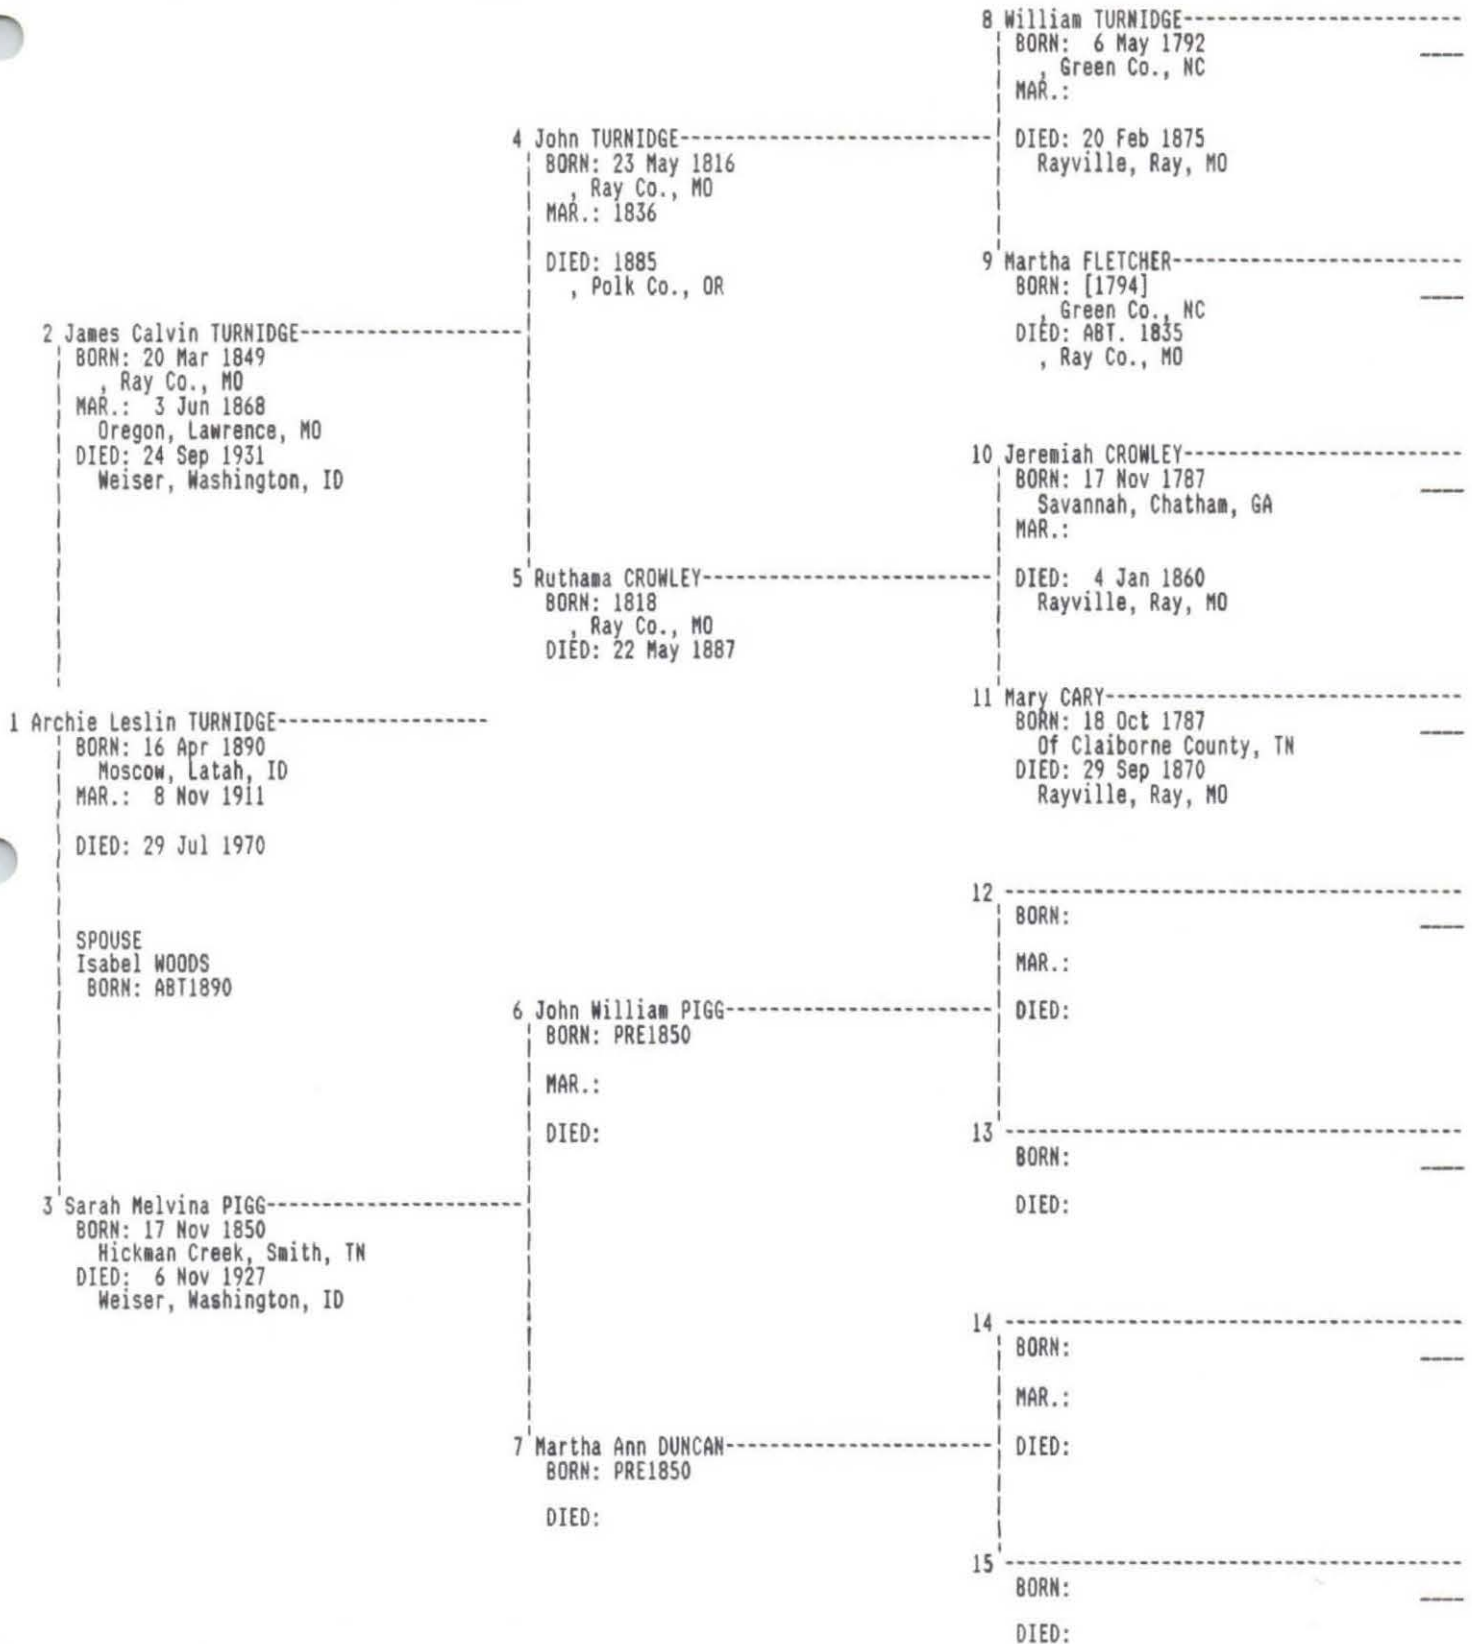 8 William TURNIDGE
BORN: 6 May 1792
, Green Co., NC
MAR.:
DIED: 20 Feb 1875
Rayville, Ray, MO
4 John TURNIDGE
BORN: 23 May 1816
, Ray Co., MO
MAR.: 1836
DIED: 1885
, Polk Co., OR
9 Martha FLETCHER
BORN: [1794]
, Green Co., NC
DIED: ABT. 1835
, Ray Co., MO
2 James Calvin TURNIDGE
BORN: 20 Mar 1849
, Ray Co., MO
MAR.: 3 Jun 1868
Oregon, Lawrence, MO
DIED: 24 Sep 1931
Weiser, Washington, ID
10 Jeremiah CROWLEY
BORN: 17 Nov 1787
Savannah, Chatham, GA
MAR.:
DIED: 4 Jan 1860
Rayville, Ray, MO
5 Ruthama CROWLEY
BORN: 1818
, Ray Co., MO
DIED: 22 May 1887
11 Mary CARY
BORN: 18 Oct 1787
Of Claiborne County, TN
DIED: 29 Sep 1870
Rayville, Ray, MO
1 Archie Leslin TURNIDGE
BORN: 16 Apr 1890
Moscow, Latah, ID
MAR.: 8 Nov 1911
DIED: 29 Jul 1970
SPOUSE
Isabel WOODS
BORN: ABT1890
12
BORN:
MAR.:
DIED:
6 John William PIGG
BORN: PRE1850
MAR.:
DIED:
13
BORN:
DIED:
3 Sarah Melvina PIGG
BORN: 17 Nov 1850
Hickman Creek, Smith, TN
DIED: 6 Nov 1927
Weiser, Washington, ID
14
BORN:
MAR.:
DIED:
7 Martha Ann DUNCAN
BORN: PRE1850
DIED:
15
BORN:
DIED: